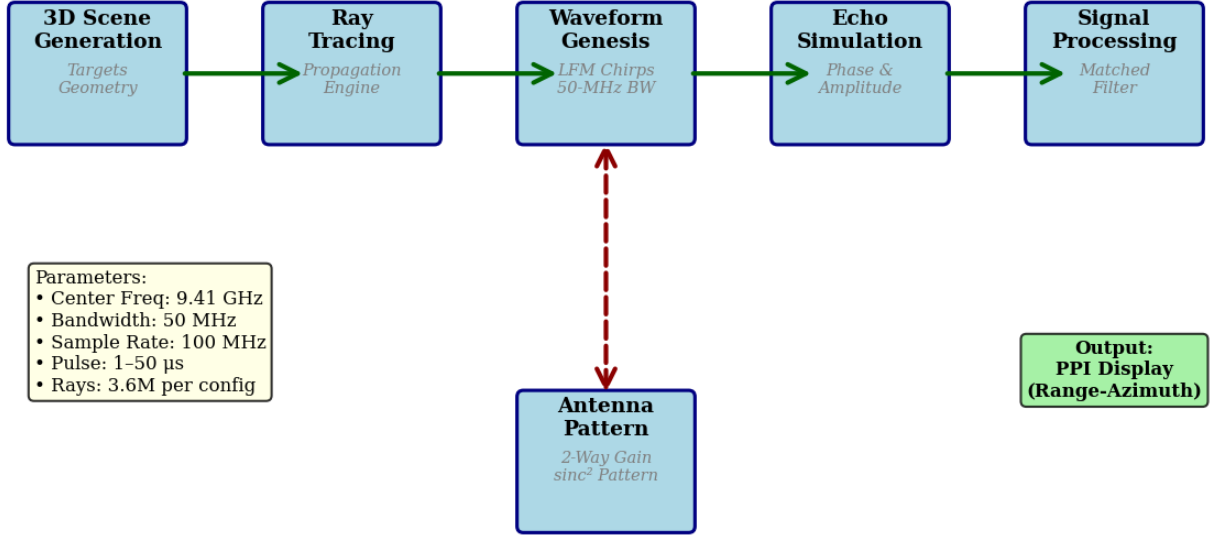 3D Scene
Generation
Targets
Geometry
Ray
Tracing
Propagation
Engine
Waveform
Genesis
LFM Chirps
50-MHz BW
Echo
Simulation
Phase &
Amplitude
Signal
Processing
Matched
Filter
Parameters:
• Center Freq: 9.41 GHz
• Bandwidth: 50 MHz
• Sample Rate: 100 MHz
• Pulse: 1–50 μs
• Rays: 3.6M per config
Output:
PPI Display
(Range-Azimuth)
Antenna
Pattern
2-Way Gain
sinc² Pattern